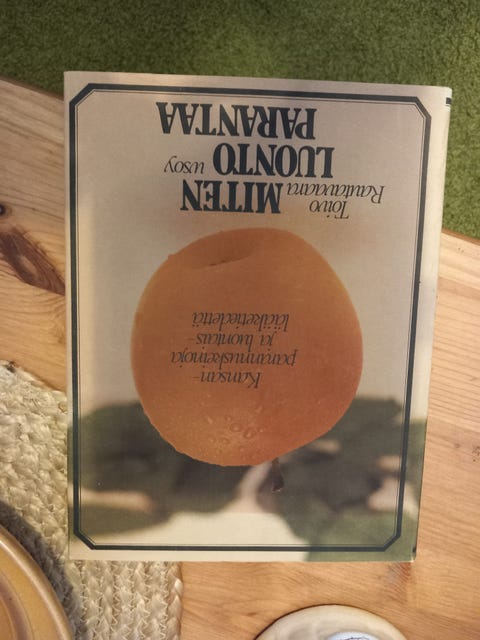 Kansan-
parannuskeinoja
ja luontais-
lääketiedettä
Toivo
Rautavaara
MITEN
LUONTO
PARANTAA
wsoy